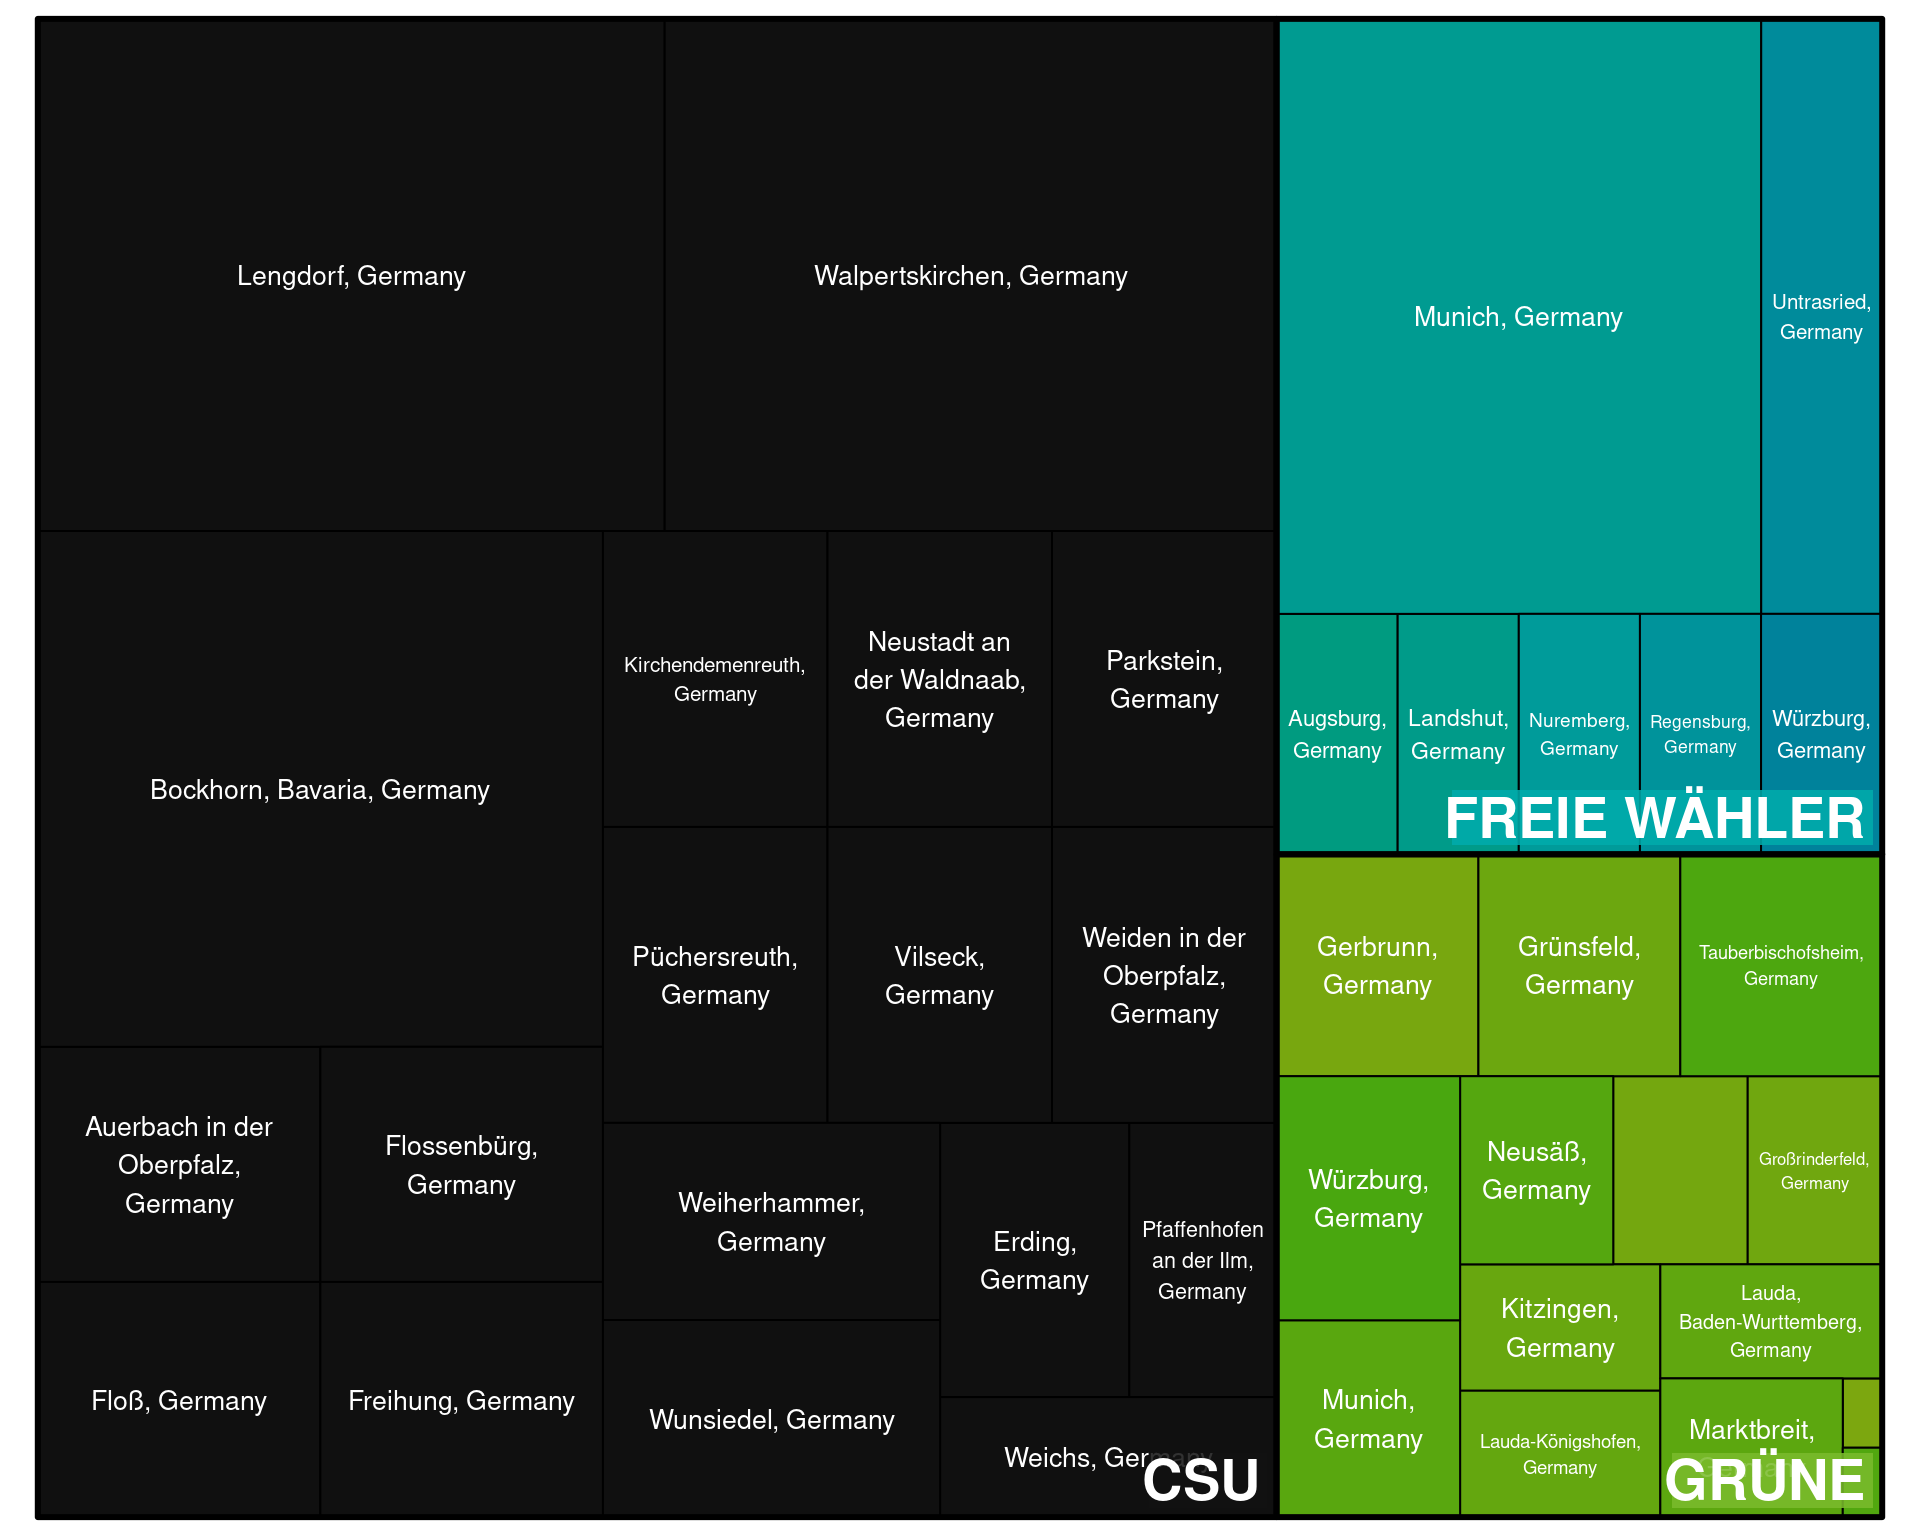 Lengdorf, Germany
Walpertskirchen, Germany
Bockhorn, Bavaria, Germany
Kirchendemenreuth,
Germany
Neustadt an
der Waldnaab,
Germany
Parkstein,
Germany
Püchersreuth,
Germany
Vilseck,
Germany
Weiden in der
Oberpfalz,
Germany
Auerbach in der
Oberpfalz,
Germany
Flossenbürg,
Germany
Floß, Germany
Freihung, Germany
Weiherhammer,
Germany
Wunsiedel, Germany
Erding,
Germany
Pfaffenhofen
an der Ilm,
Germany
Weichs, Germany
CSU
Munich, Germany
Untrasried,
Germany
Augsburg,
Germany
Landshut,
Germany
Nuremberg,
Germany
Regensburg,
Germany
Würzburg,
Germany
FREIE WÄHLER
Gerbrunn,
Germany
Grünsfeld,
Germany
Tauberbischofsheim,
Germany
Würzburg,
Germany
Neusäß,
Germany
Großrinderfeld,
Germany
Munich,
Germany
Kitzingen,
Germany
Lauda,
Baden-Wurttemberg,
Germany
Lauda-Königshofen,
Germany
Marktbreit,
GRÜNE